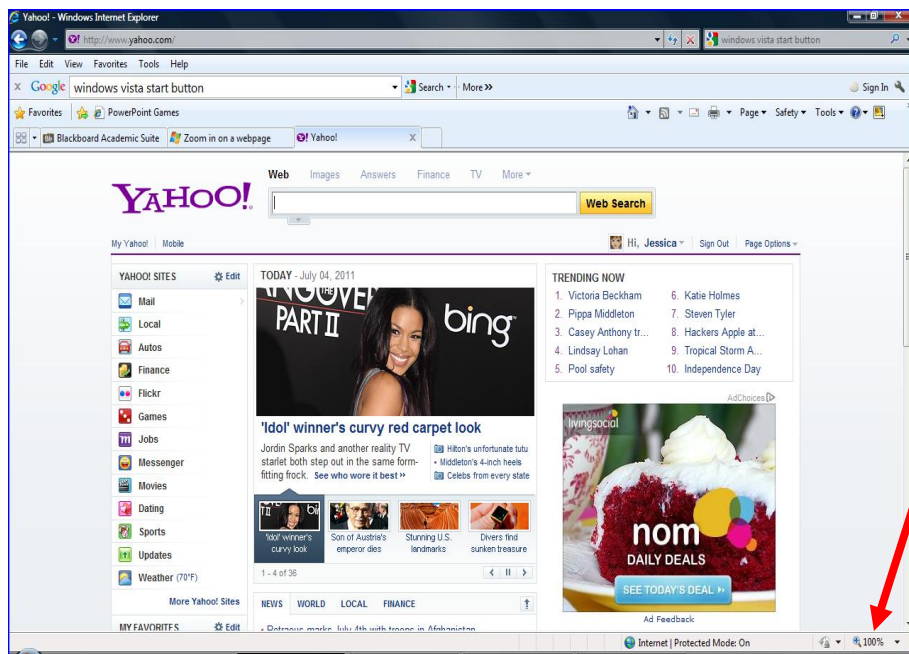 Yahoo! - Windows Internet Explorer
http://www.yahoo.com/
windows vista start button
File Edit View Favorites Tools Help
x Google windows vista start button Search More >> Sign In
Favorites PowerPoint Games
Page Safety Tools
Blackboard Academic Suite Zoom in on a webpage Yahoo! X
Web Images Answers Finance TV More
YAHOO!
Web Search
My Yahoo! Mobile
Hi, Jessica Sign Out Page Options
YAHOO! SITES Edit
Mail
Local
Autos
Finance
Flickr
Games
Jobs
Messenger
Movies
Dating
Sports
Updates
Weather (70°F)
More Yahoo! Sites
MY FAVORITES Edit
TODAY - July 04, 2011
PART II
bing
'Idol' winner's curvy red carpet look
Jordin Sparks and another reality TV
starlet both step out in the same form-
fitting frock. See who wore it best »
Hilton's unfortunate tutu
• Middleton's 4-inch heels
Celebs from every state
'Idol' winner's
curvy look
Son of Austria's
emperor dies
Stunning U.S.
landmarks
Divers find
sunken treasure
1 - 4 of 36
NEWS WORLD LOCAL FINANCE
• Petraeus marks July 4th with troops in Afghanistan
TRENDING NOW
1. Victoria Beckham
2. Pippa Middleton
3. Casey Anthony tr...
4. Lindsay Lohan
5. Pool safety
6. Katie Holmes
7. Steven Tyler
8. Hackers Apple at...
9. Tropical Storm A...
10. Independence Day
AdChoices
livingsocial
nom
DAILY DEALS
SEE TODAY'S DEAL »
Ad Feedback
Internet | Protected Mode: On
100%